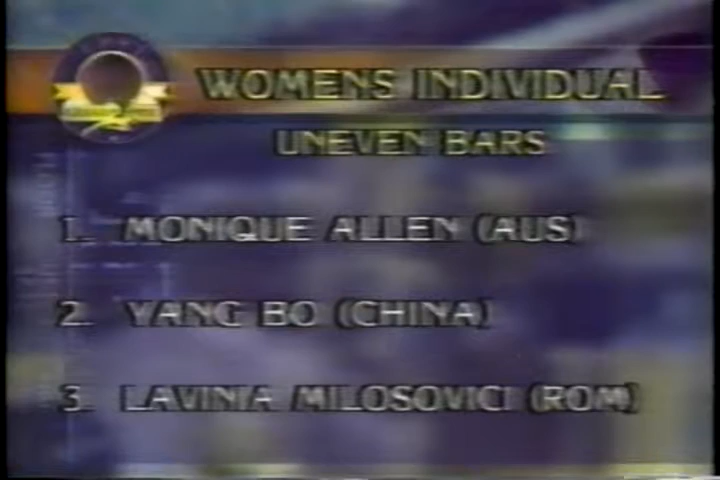 WOMENS INDIVIDUAL
UNEVEN BARS
1. MONIQUE ALLEN (AUS)
2. YANG BO (CHINA)
3. LAVINIA MILOSOVICI (ROM)